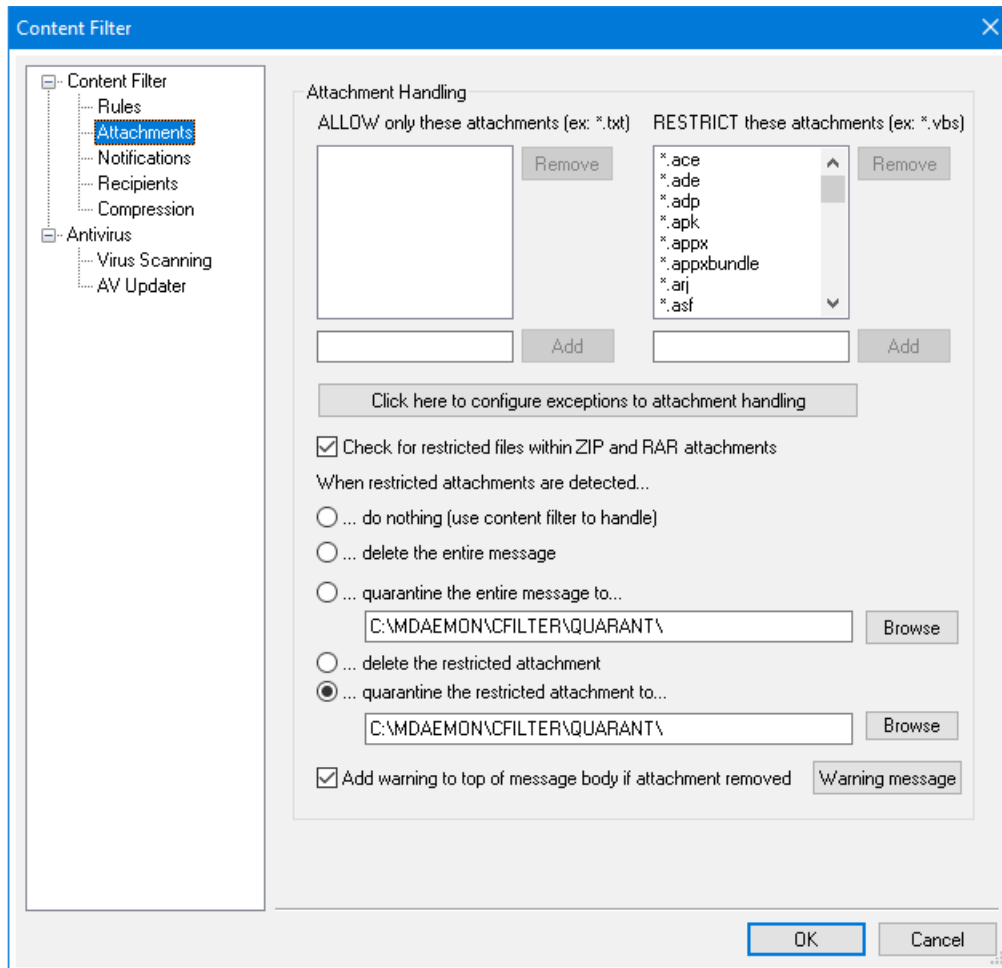 Content Filter
Content Filter
Rules
Attachments
Notifications
Recipients
Compression
Antivirus
Virus Scanning
AV Updater
Attachment Handling
ALLOW only these attachments (ex: *.txt)
Remove
Add
RESTRICT these attachments (ex: *.vbs)
*.ace
*.ade
*.adp
*.apk
*.appx
*.appxbundle
*.arj
*.asf
Remove
Add
Click here to configure exceptions to attachment handling
Check for restricted files within ZIP and RAR attachments
When restricted attachments are detected...
... do nothing (use content filter to handle)
... delete the entire message
... quarantine the entire message to...
C:\MDAEMON\CFILTER\QUARANT\
Browse
... delete the restricted attachment
... quarantine the restricted attachment to...
C:\MDAEMON\CFILTER\QUARANT\
Browse
Add warning to top of message body if attachment removed
Warning message
OK
Cancel